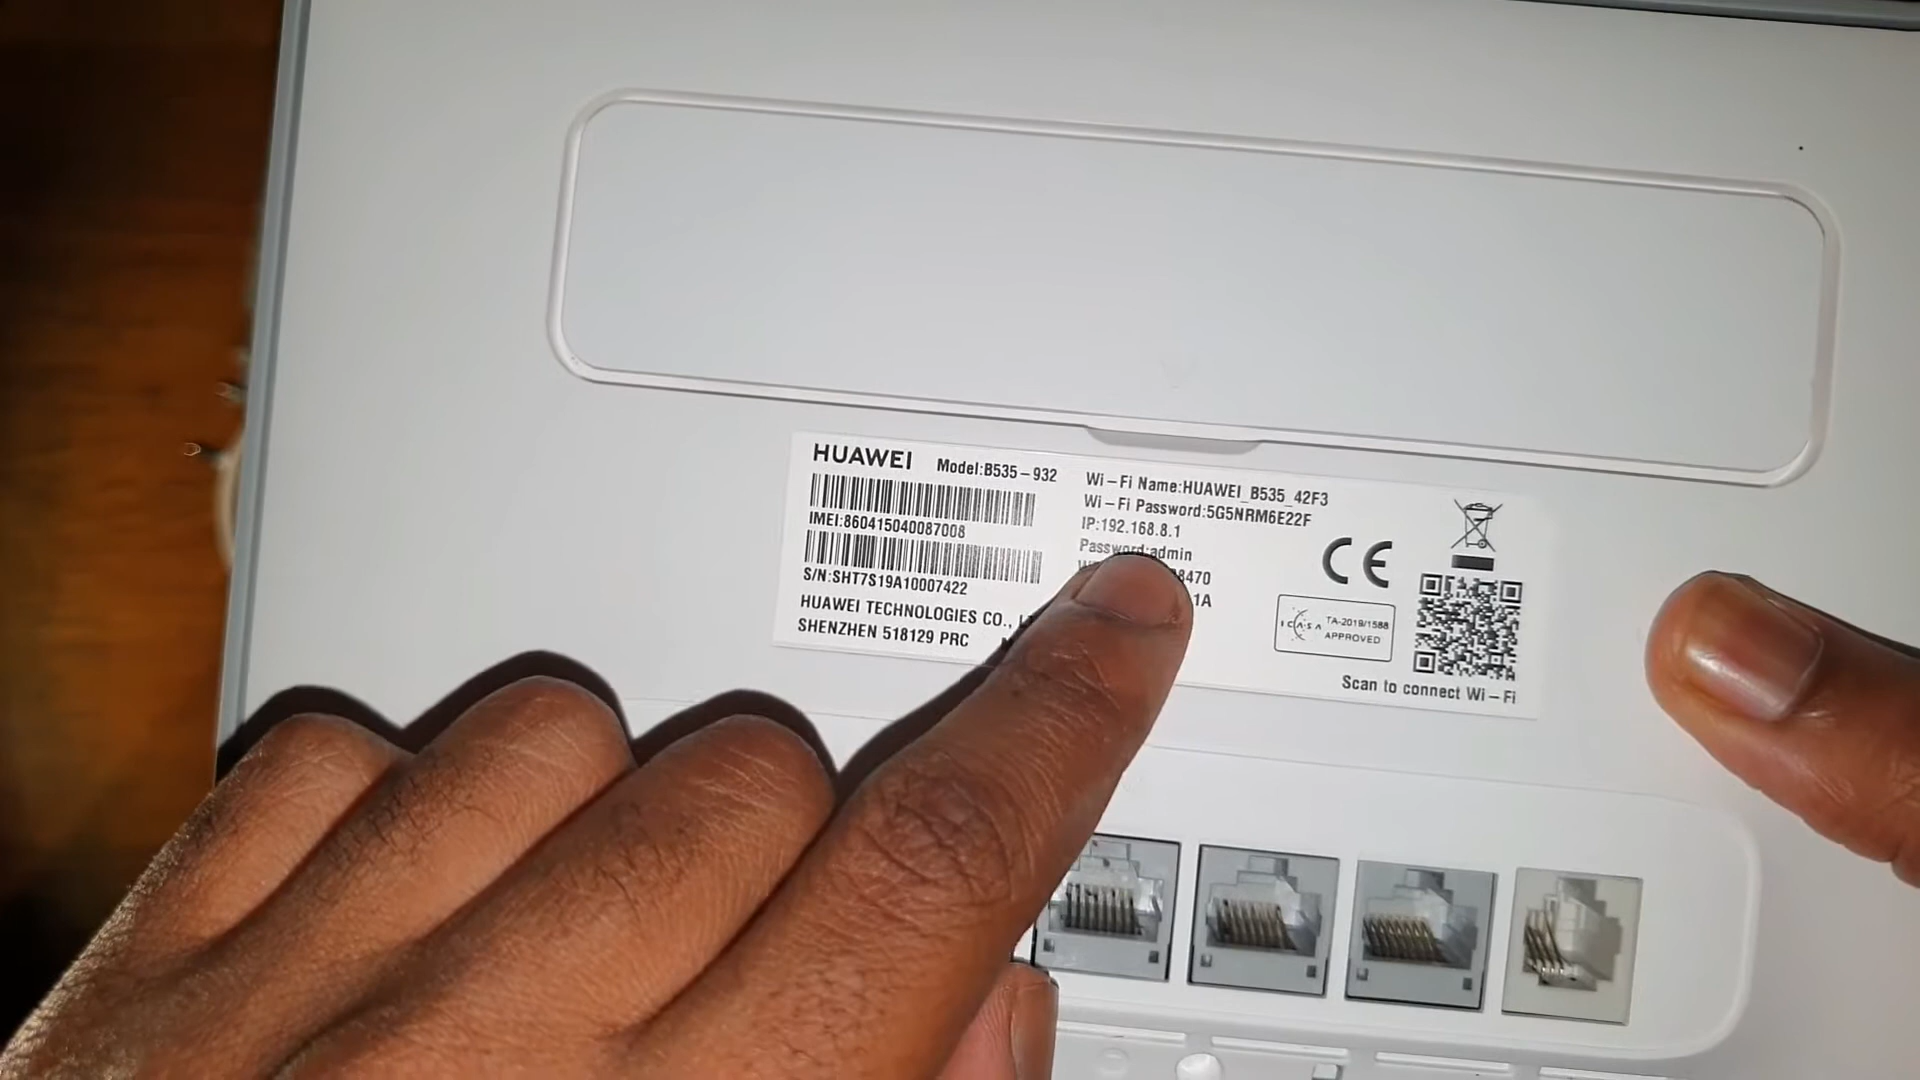 HUAWEI Model:B535-932
IMEI:860415040087008
S/N:SHT7S19A10007422
HUAWEI TECHNOLOGIES CO.,
SHENZHEN 518129 PRC
Wi-Fi Name:HUAWEI_B535_42F3
Wi-Fi Password:5G5NRM6E22F
IP:192.168.8.1
Password:admin
8470
1A
CE
ICASA TA-2019/1588
APPROVED
Scan to connect Wi-Fi